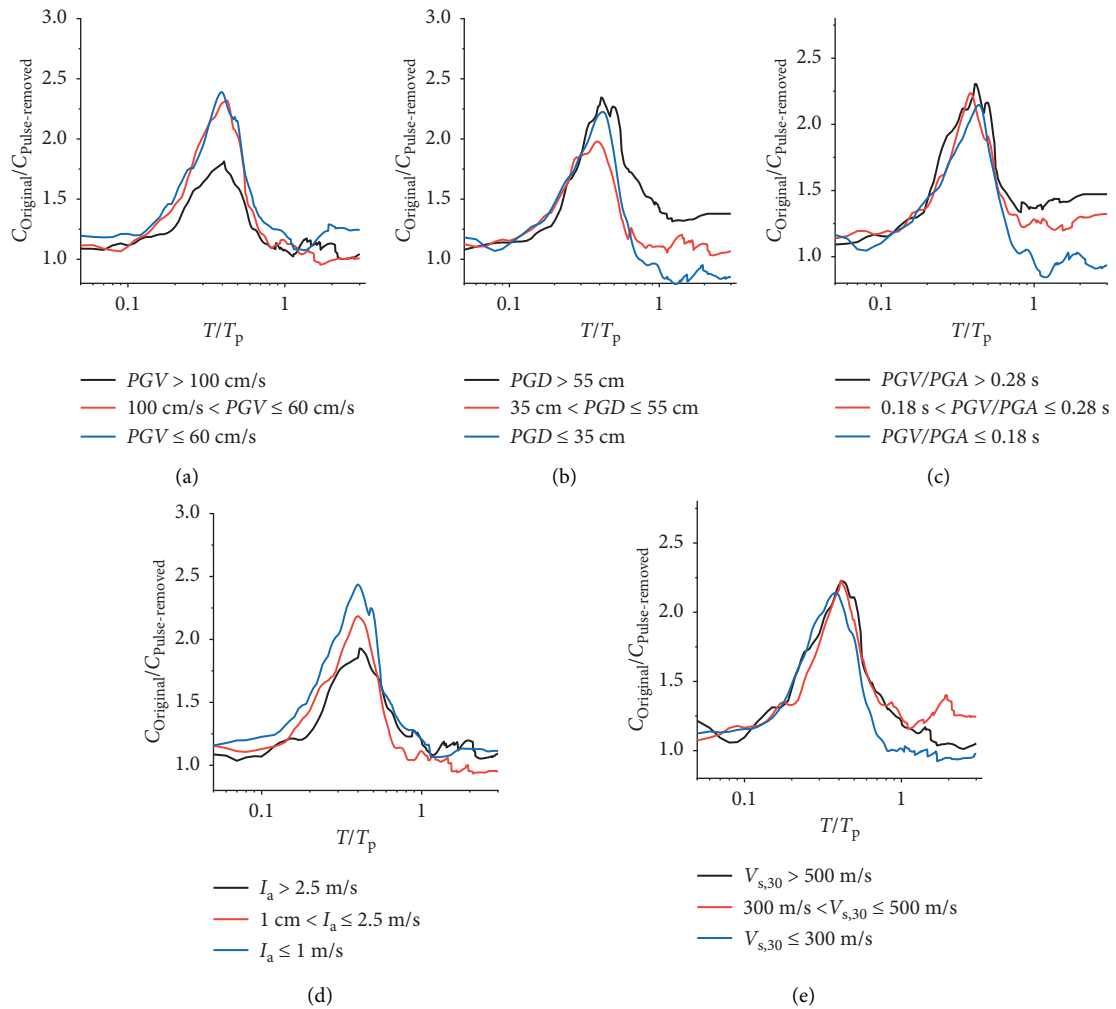 3.0
2.5
2.0
1.5
1.0
C_Original/C_Pulse-removed
0.1 1
T/T_p
PGV > 100 cm/s
100 cm/s < PGV ≤ 60 cm/s
PGV ≤ 60 cm/s
(a)
3.0
2.5
2.0
1.5
1.0
C_Original/C_Pulse-removed
0.1 1
T/T_p
PGD > 55 cm
35 cm < PGD ≤ 55 cm
PGD ≤ 35 cm
(b)
2.5
2.0
1.5
1.0
C_Original/C_Pulse-removed
0.1 1
T/T_p
PGV/PGA > 0.28 s
0.18 s < PGV/PGA ≤ 0.28 s
PGV/PGA ≤ 0.18 s
(c)
3.0
2.5
2.0
1.5
1.0
C_Original/C_Pulse-removed
0.1 1
T/T_p
I_a > 2.5 m/s
1 cm < I_a ≤ 2.5 m/s
I_a ≤ 1 m/s
(d)
2.5
2.0
1.5
1.0
C_Original/C_Pulse-removed
0.1 1
T/T_p
V_s,30 > 500 m/s
300 m/s <V_s,30 ≤ 500 m/s
V_s,30 ≤ 300 m/s
(e)